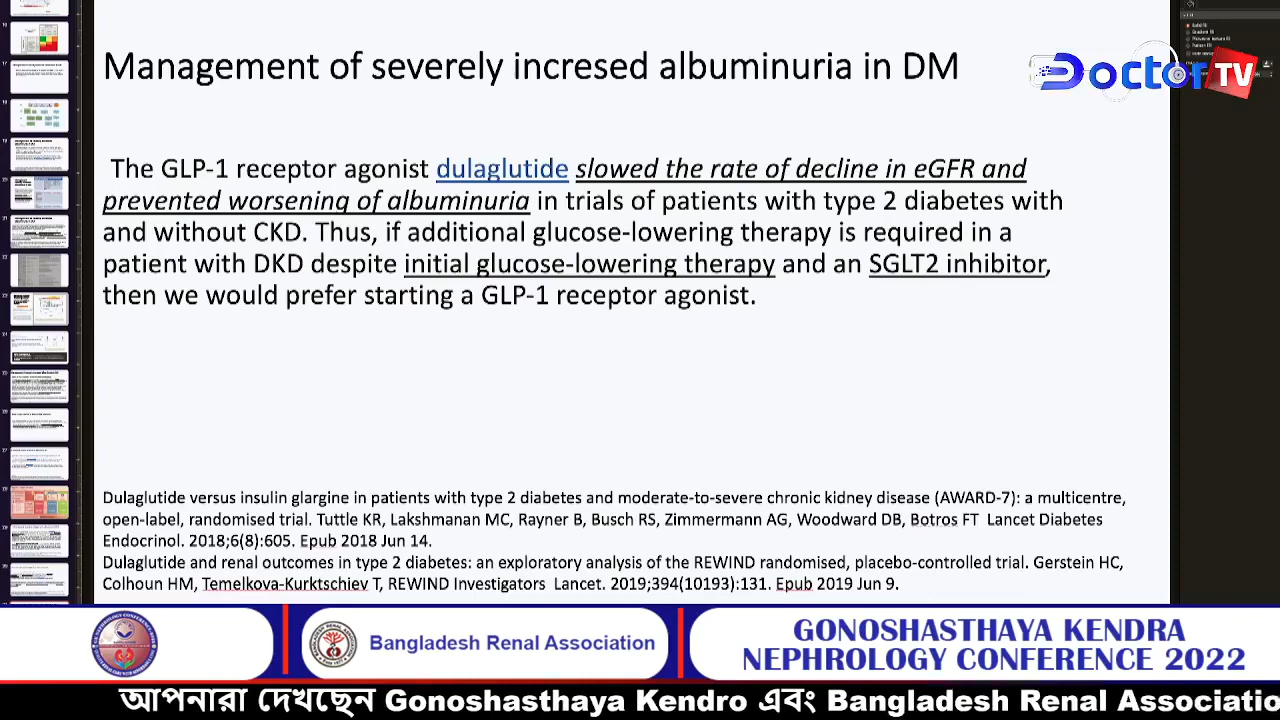 Management of severey incresed albuminuria in DM
Doctor TV
The GLP-1 receptor agonist dulaglutide slowed the rate of decline in eGFR and
prevented worsening of albuminuria in trials of patients with type 2 diabetes with
and without CKD. Thus, if additional glucose-lowering therapy is required in a
patient with DKD despite initial glucose-lowering therapy and an SGLT2 inhibitor,
then we would prefer starting a GLP-1 receptor agonist.
Dulaglutide versus insulin glargine in patients with type 2 diabetes and moderate-to-severe chronic kidney disease (AWARD-7): a multicentre,
open-label, randomised trial. Tuttle KR, Lakshmanan MC, Rayner B, Busch RS, Zimmermann AG, Woodward DB, Botros FT Lancet Diabetes
Endocrinol. 2018;6(8):605. Epub 2018 Jun 14.
Dulaglutide and renal outcomes in type 2 diabetes: an exploratory analysis of the REWIND randomised, placebo-controlled trial. Gerstein HC,
Colhoun HM, Temelkova-Kurktschiev T, REWIND Investigators Lancet. 2019;394(10193):131. Epub 2019 Jun 9.
Bangladesh Renal Association
GONOSHASTHAYA KENDRA
NEPHROLOGY CONFERENCE 2022
আপনারা দেখছেন Gonoshasthaya Kendro এবং Bangladesh Renal Associatio